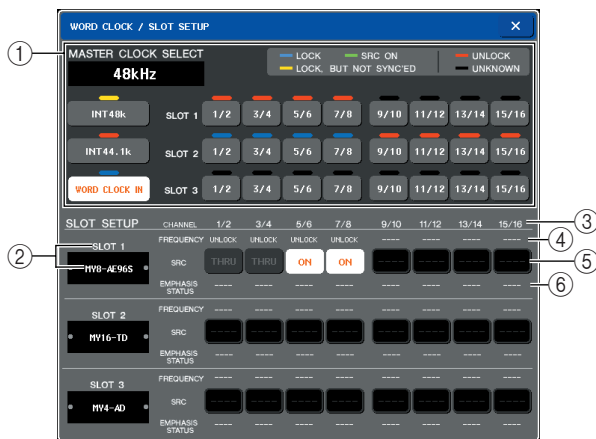 WORD CLOCK / SLOT SETUP ×
① MASTER CLOCK SELECT
48kHz
LOCK SRC ON UNLOCK
LOCK, BUT NOT SYNC'ED UNKNOWN
INT48k SLOT 1 1/2 3/4 5/6 7/8 9/10 11/12 13/14 15/16
INT44.1k SLOT 2 1/2 3/4 5/6 7/8 9/10 11/12 13/14 15/16
WORD CLOCK IN SLOT 3 1/2 3/4 5/6 7/8 9/10 11/12 13/14 15/16
SLOT SETUP CHANNEL 1/2 3/4 5/6 7/8 9/10 11/12 13/14 15/16 ③
FREQUENCY UNLOCK UNLOCK UNLOCK UNLOCK ---- ---- ---- ---- ④
② SLOT 1
MY8-AE96S
SRC THRU THRU ON ON ---- ---- ---- ---- ⑤
EMPHASIS STATUS ---- ---- ---- ---- ---- ---- ---- ---- ⑥
SLOT 2
MY16-TD
FREQUENCY ---- ---- ---- ---- ---- ---- ---- ----
SRC ---- ---- ---- ---- ---- ---- ---- ----
EMPHASIS STATUS ---- ---- ---- ---- ---- ---- ---- ----
SLOT 3
MY4-AD
FREQUENCY ---- ---- ---- ---- ---- ---- ---- ----
SRC ---- ---- ---- ---- ---- ---- ---- ----
EMPHASIS STATUS ---- ---- ---- ---- ---- ---- ---- ----